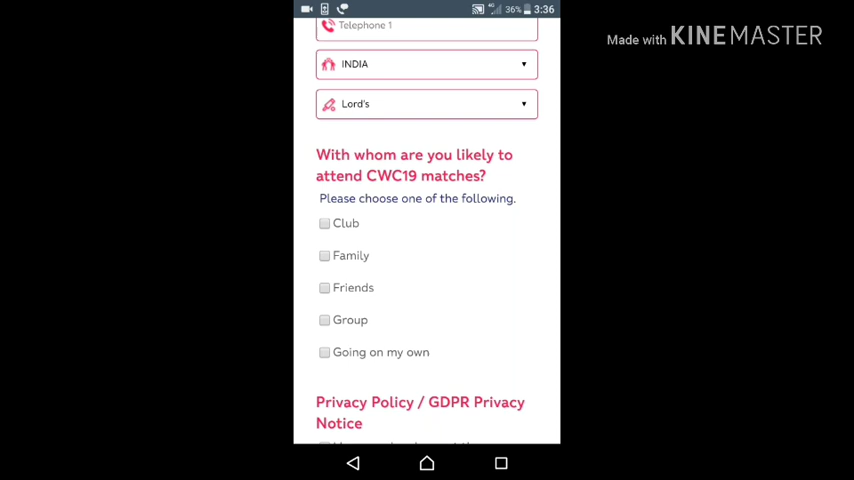 36% 3:36
Made with KINEMASTER
Telephone 1
INDIA
Lord's
With whom are you likely to
attend CWC19 matches?
Please choose one of the following.
Club
Family
Friends
Group
Going on my own
Privacy Policy / GDPR Privacy
Notice